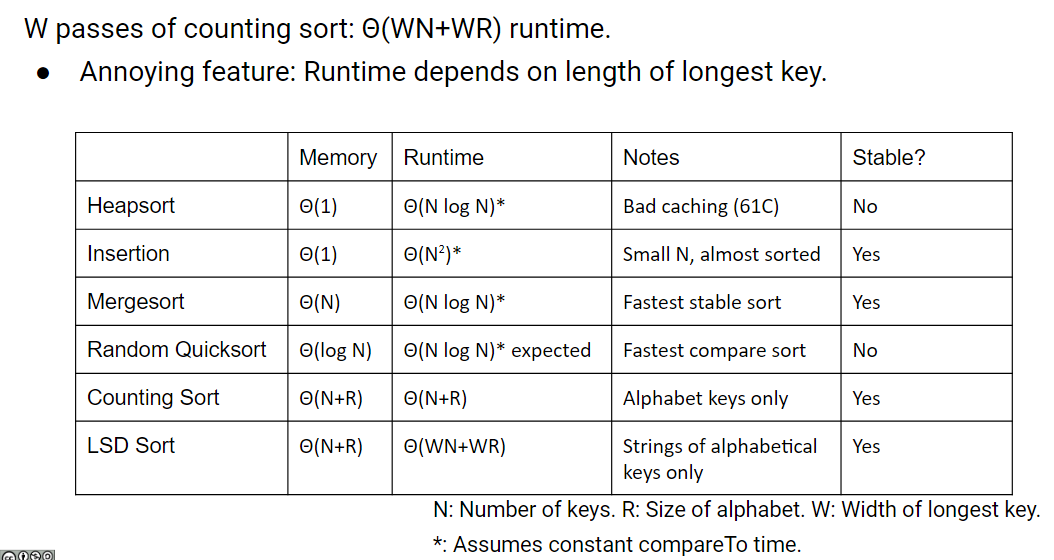 W passes of counting sort: Θ(WN+WR) runtime.
● Annoying feature: Runtime depends on length of longest key.
Memory Runtime Notes Stable?
Heapsort Θ(1) Θ(N log N)* Bad caching (61C) No
Insertion Θ(1) Θ(N²)* Small N, almost sorted Yes
Mergesort Θ(N) Θ(N log N)* Fastest stable sort Yes
Random Quicksort Θ(log N) Θ(N log N)* expected Fastest compare sort No
Counting Sort Θ(N+R) Θ(N+R) Alphabet keys only Yes
LSD Sort Θ(N+R) Θ(WN+WR) Strings of alphabetical Yes
keys only
N: Number of keys. R: Size of alphabet. W: Width of longest key.
*: Assumes constant compareTo time.